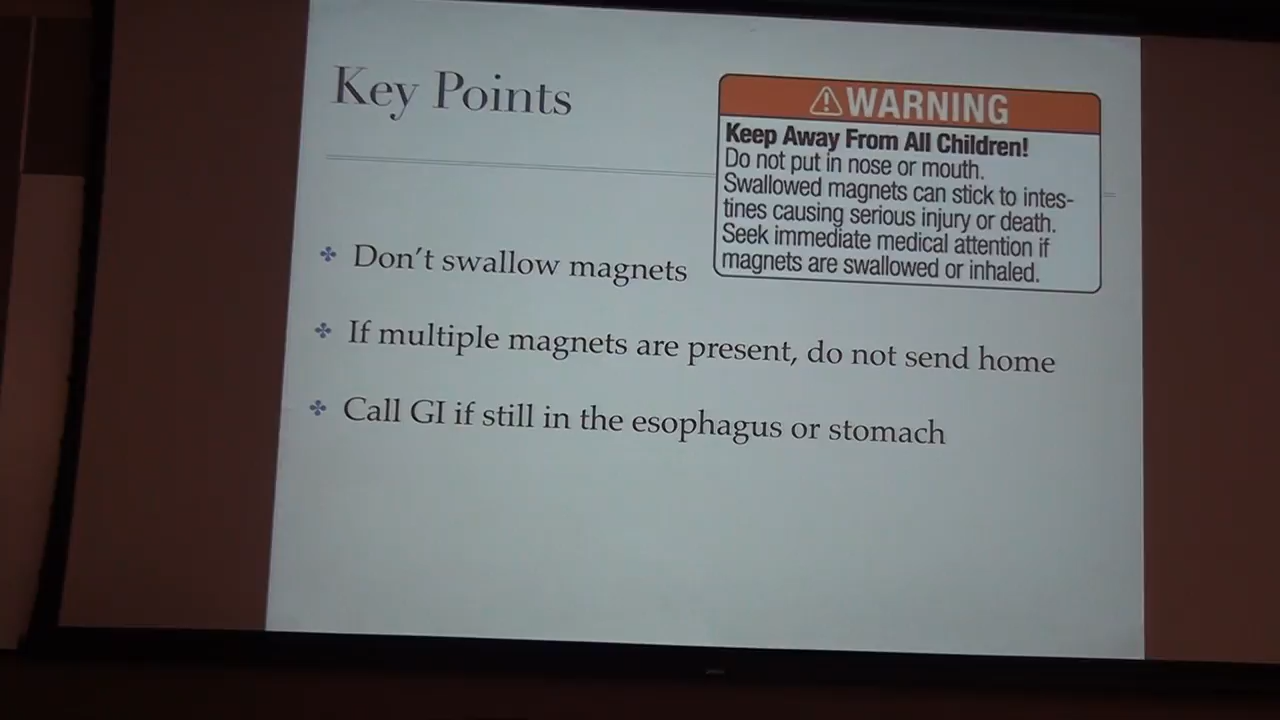 Key Points
⚠WARNING
Keep Away From All Children!
Do not put in nose or mouth.
Swallowed magnets can stick to intes-
tines causing serious injury or death.
Seek immediate medical attention if
magnets are swallowed or inhaled.
Don't swallow magnets
If multiple magnets are present, do not send home
Call GI if still in the esophagus or stomach